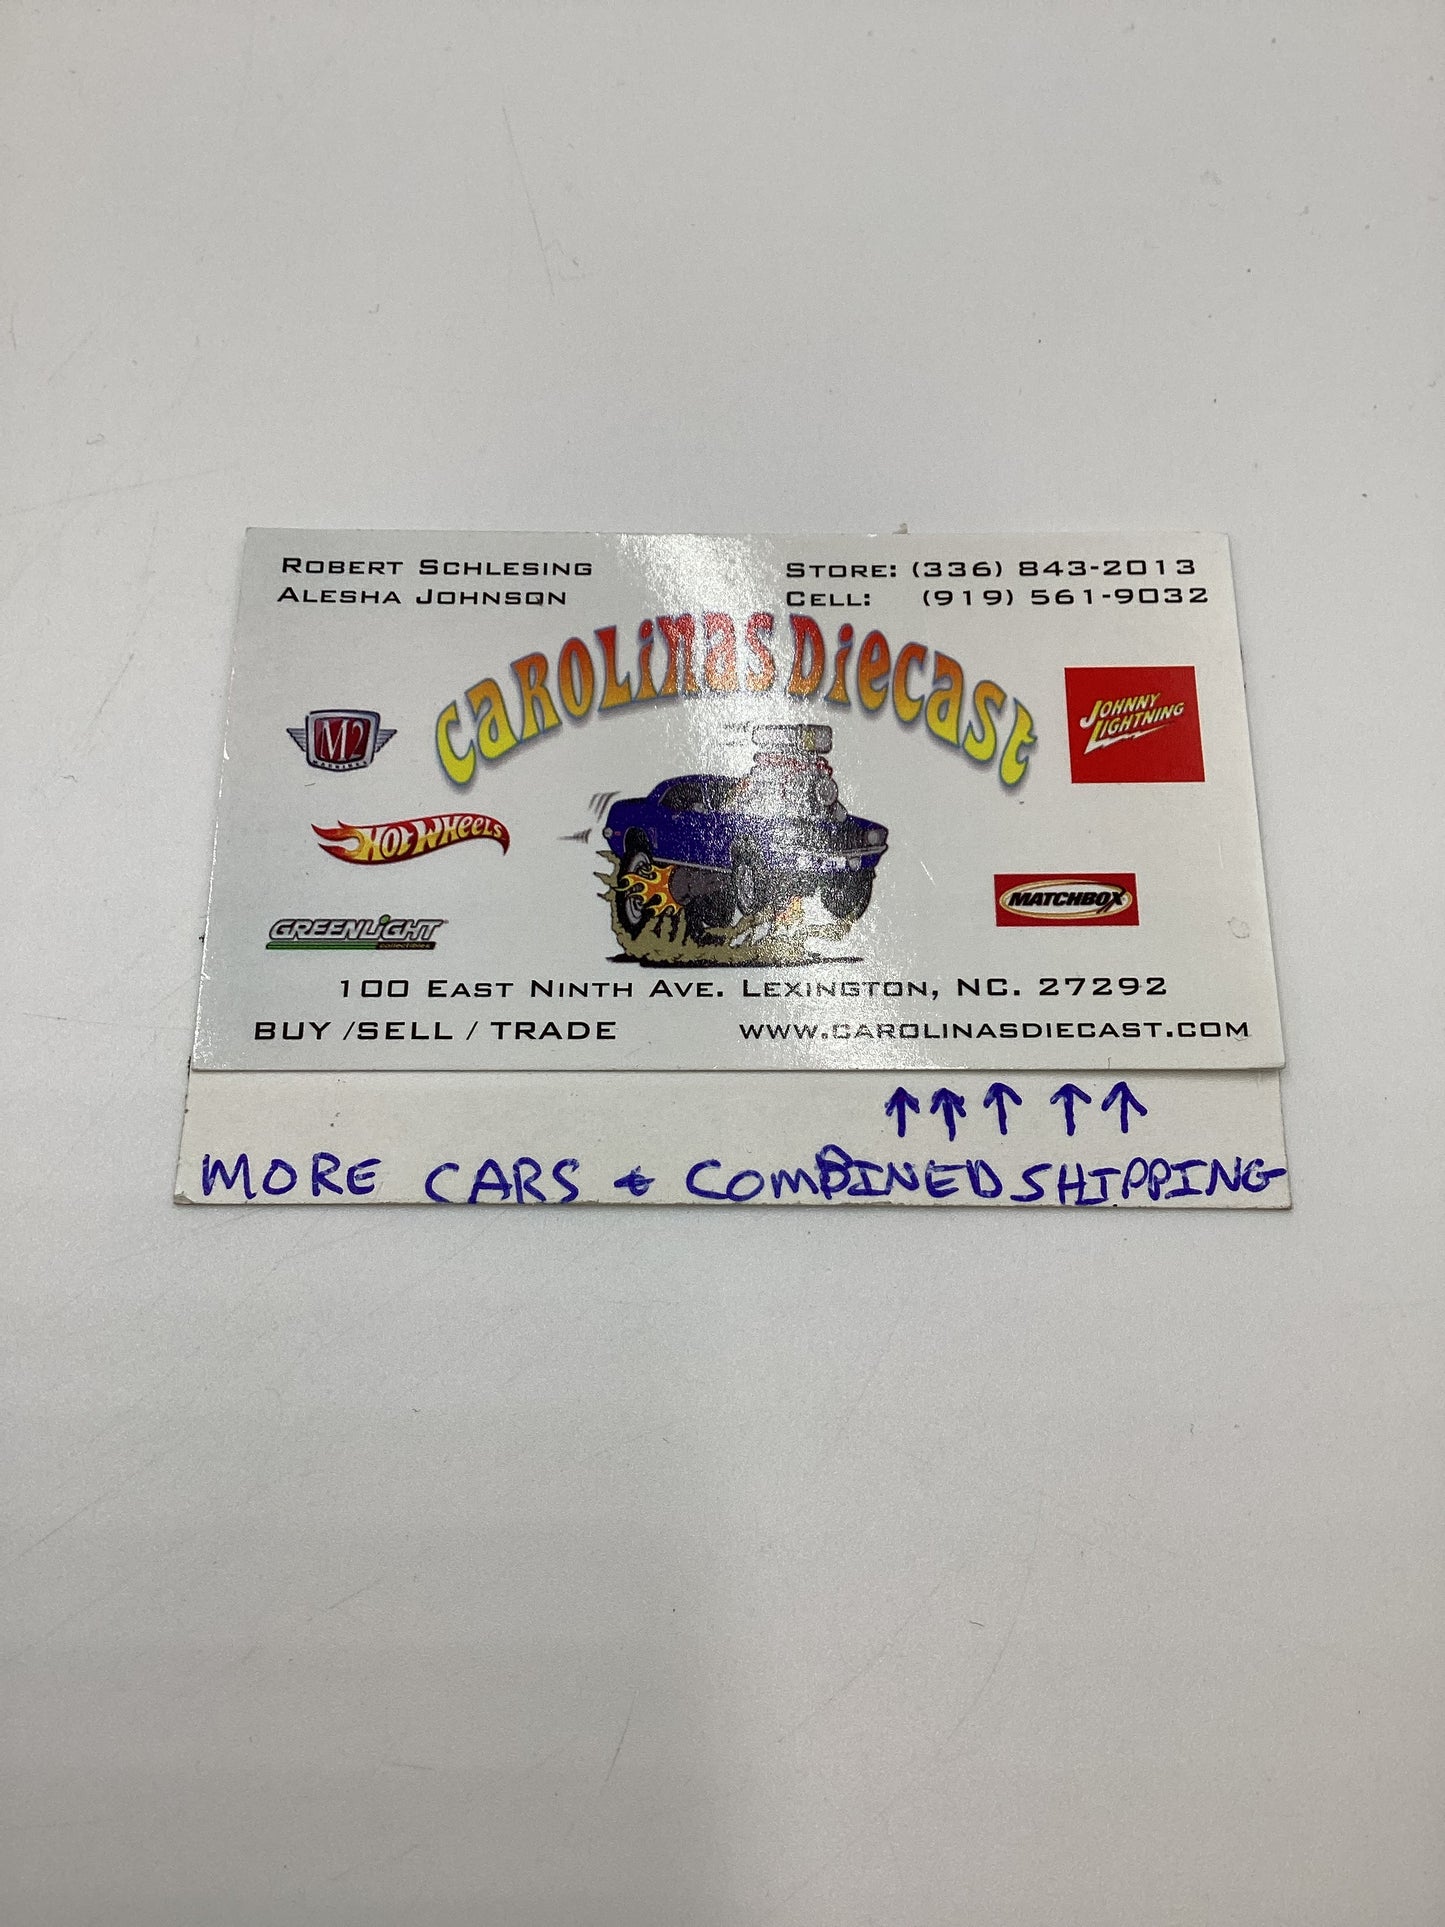 ROBERT SCHLESING STORE: (336) 843-2013
ALESHA JOHNSON CELL: (919) 561-9032
CAROLINAS DIECAST
M2
MACHINES
JOHNNY
LIGHTNING
HOT WHEELS
MATCHBOX
GREENLIGHT
collectibles
100 EAST NINTH AVE. LEXINGTON, NC. 27292
BUY /SELL / TRADE WWW.CAROLINASDIECAST.COM
↑ ↑ ↑ ↑ ↑
MORE CARS & COMBINED SHIPPING